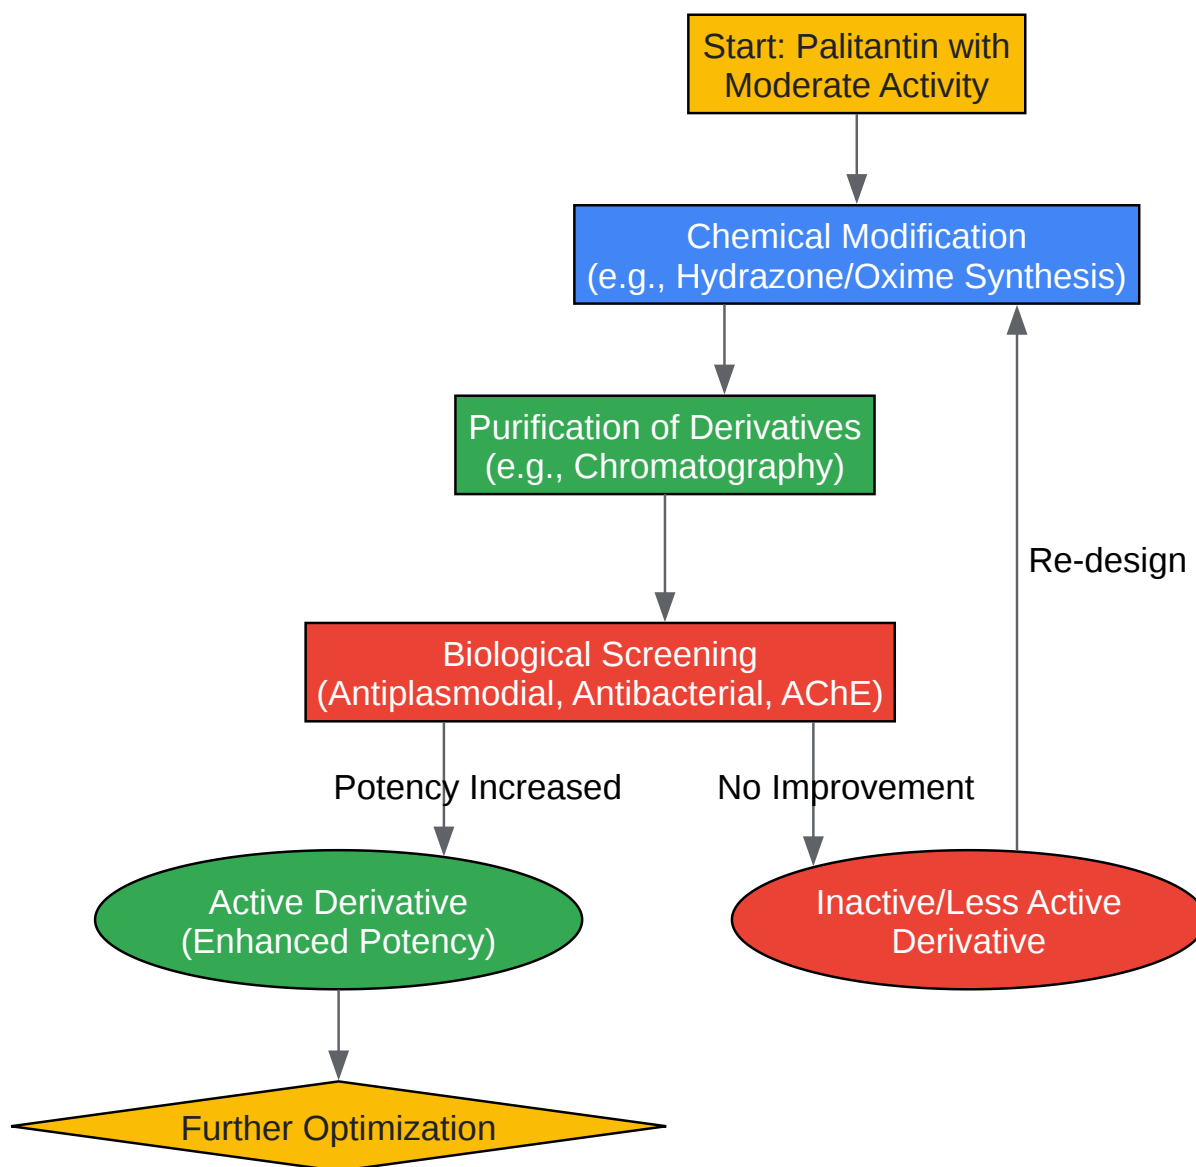 Start: Palitantin with
Moderate Activity
Chemical Modification
(e.g., Hydrazone/Oxime Synthesis)
Purification of Derivatives
(e.g., Chromatography)
Re-design
Biological Screening
(Antiplasmodial, Antibacterial, AChE)
Potency Increased
No Improvement
Active Derivative
(Enhanced Potency)
Inactive/Less Active
Derivative
Further Optimization